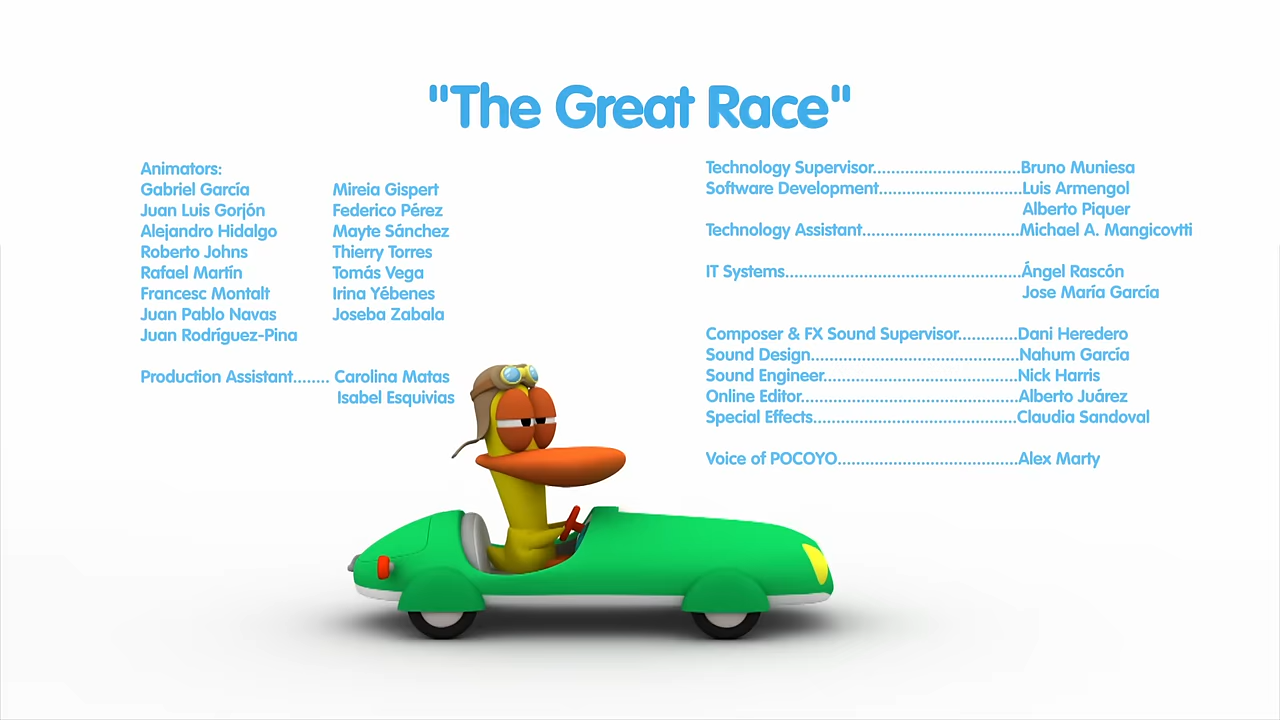 "The Great Race"
Animators:
Gabriel García
Juan Luis Gorjón
Alejandro Hidalgo
Roberto Johns
Rafael Martín
Francesc Montalt
Juan Pablo Navas
Juan Rodríguez-Pina
Mireia Gispert
Federico Pérez
Mayte Sánchez
Thierry Torres
Tomás Vega
Irina Yébenes
Joseba Zabala
Production Assistant........ Carolina Matas
Isabel Esquivias
Technology Supervisor.................................Bruno Muniesa
Software Development................................Luis Armengol
Alberto Piquer
Technology Assistant...................................Michael A. Mangicovtti
IT Systems.....................................................Ángel Rascón
Jose María García
Composer & FX Sound Supervisor.............Dani Heredero
Sound Design...............................................Nahum García
Sound Engineer............................................Nick Harris
Online Editor.................................................Alberto Juárez
Special Effects..............................................Claudia Sandoval
Voice of POCOYO.........................................Alex Marty